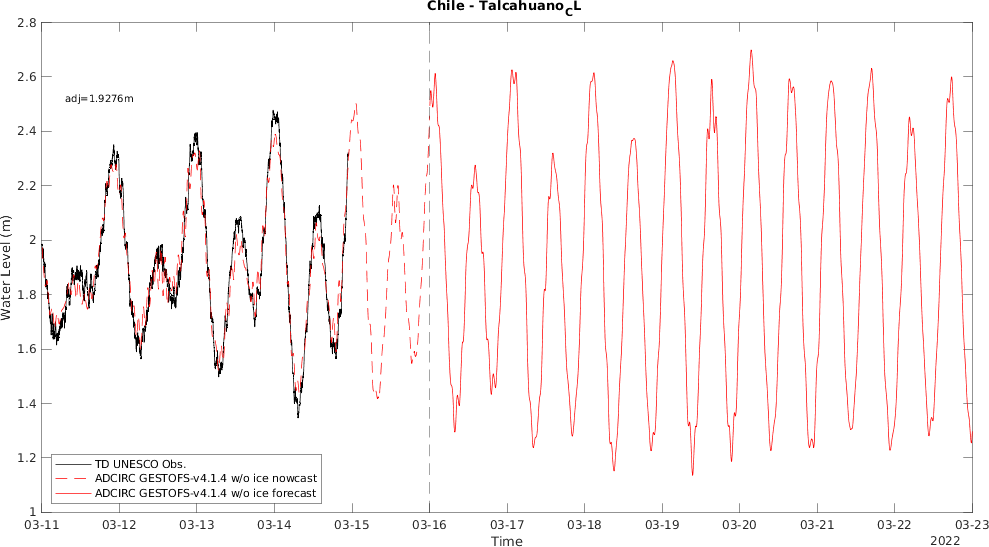 Chile - Talcahuano_CL
2.8
2.6
adj=1.9276m
2.4
2.2
2
Water Level (m)
1.8
1.6
1.4
1.2
TD UNESCO Obs.
ADCIRC GESTOFS-v4.1.4 w/o ice nowcast
ADCIRC GESTOFS-v4.1.4 w/o ice forecast
1
03-11 03-12 03-13 03-14 03-15 03-16 03-17 03-18 03-19 03-20 03-21 03-22 03-23
Time
2022